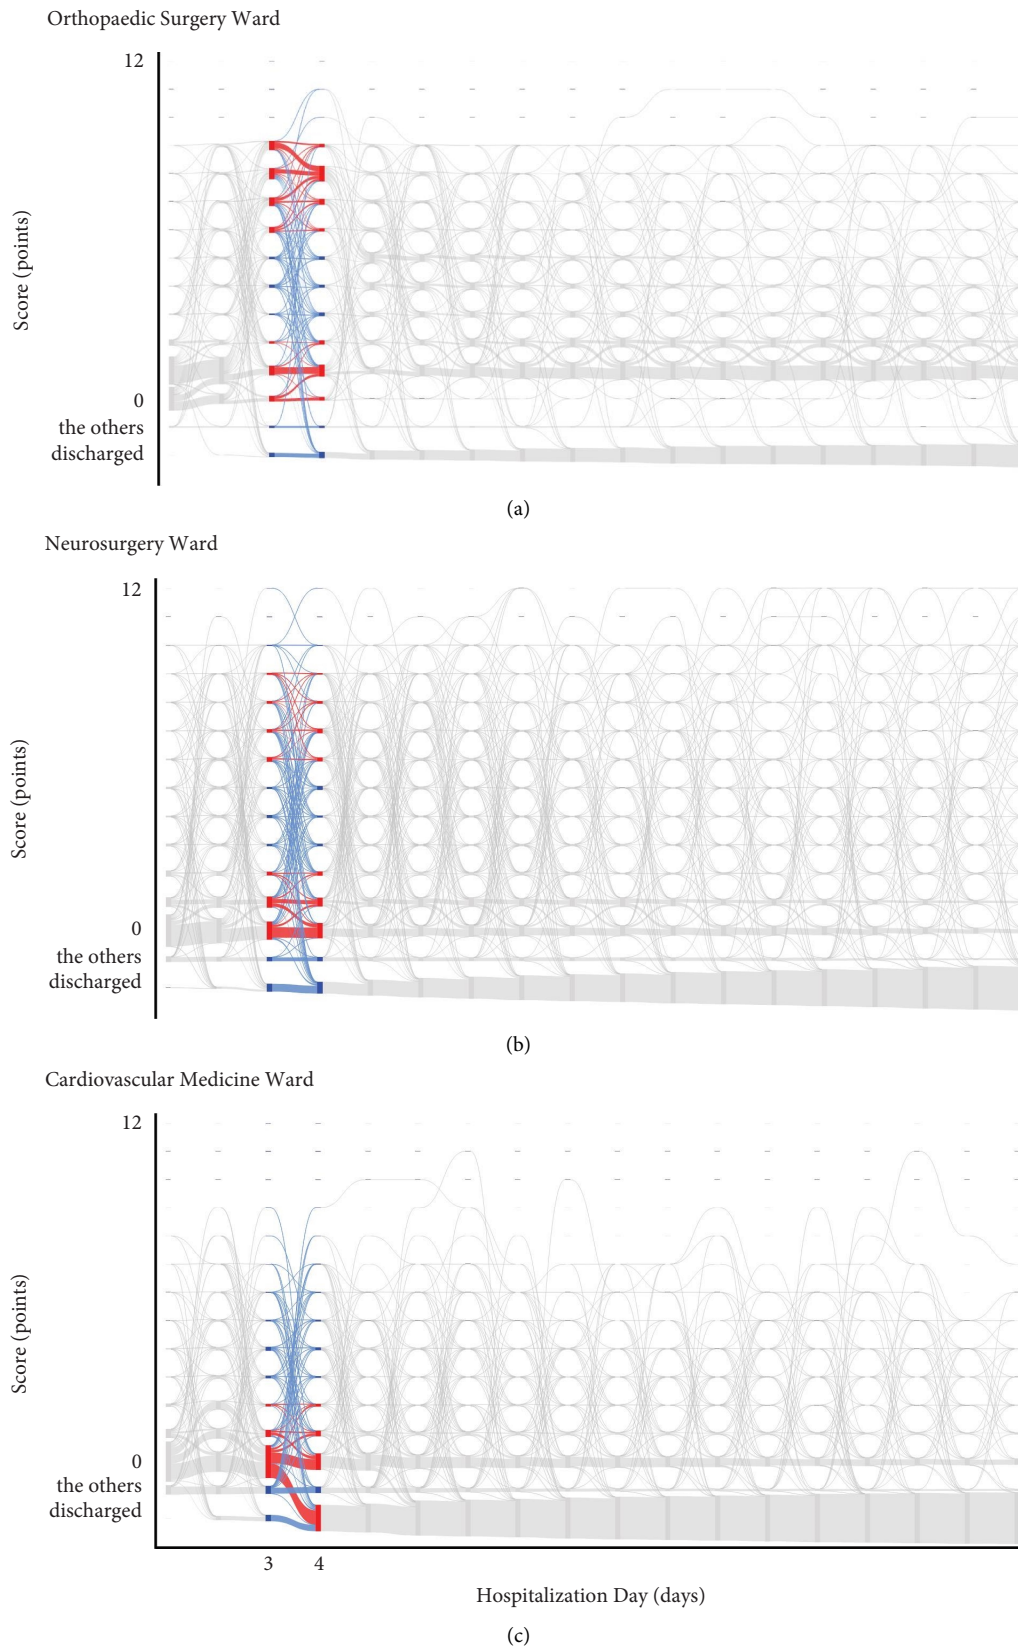 Orthopaedic Surgery Ward
12
Score (points)
0
the others
discharged
(a)
Neurosurgery Ward
12
Score (points)
0
the others
discharged
(b)
Cardiovascular Medicine Ward
12
Score (points)
0
the others
discharged
3 4
Hospitalization Day (days)
(c)